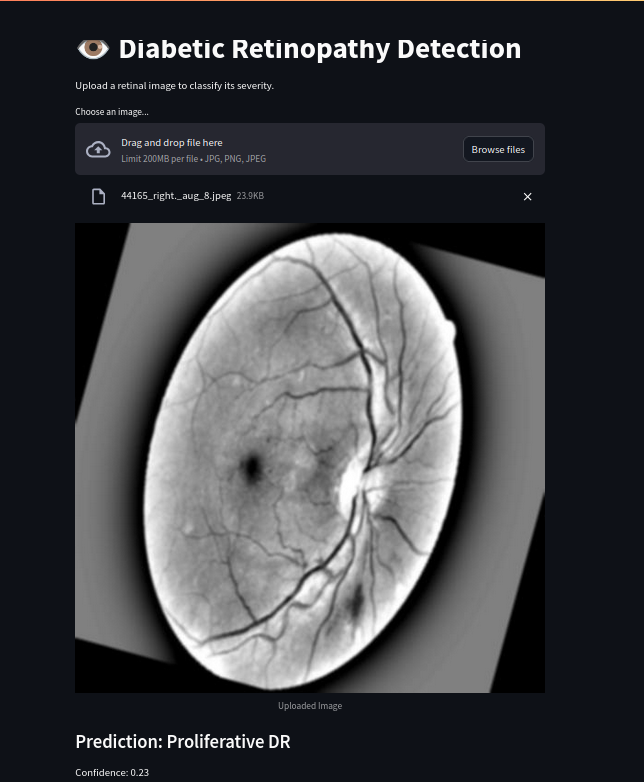 Diabetic Retinopathy Detection
Upload a retinal image to classify its severity.
Choose an image...
Drag and drop file here
Limit 200MB per file • JPG, PNG, JPEG
Browse files
44165_right._aug_8.jpeg 23.9KB
Uploaded Image
Prediction: Proliferative DR
Confidence: 0.23